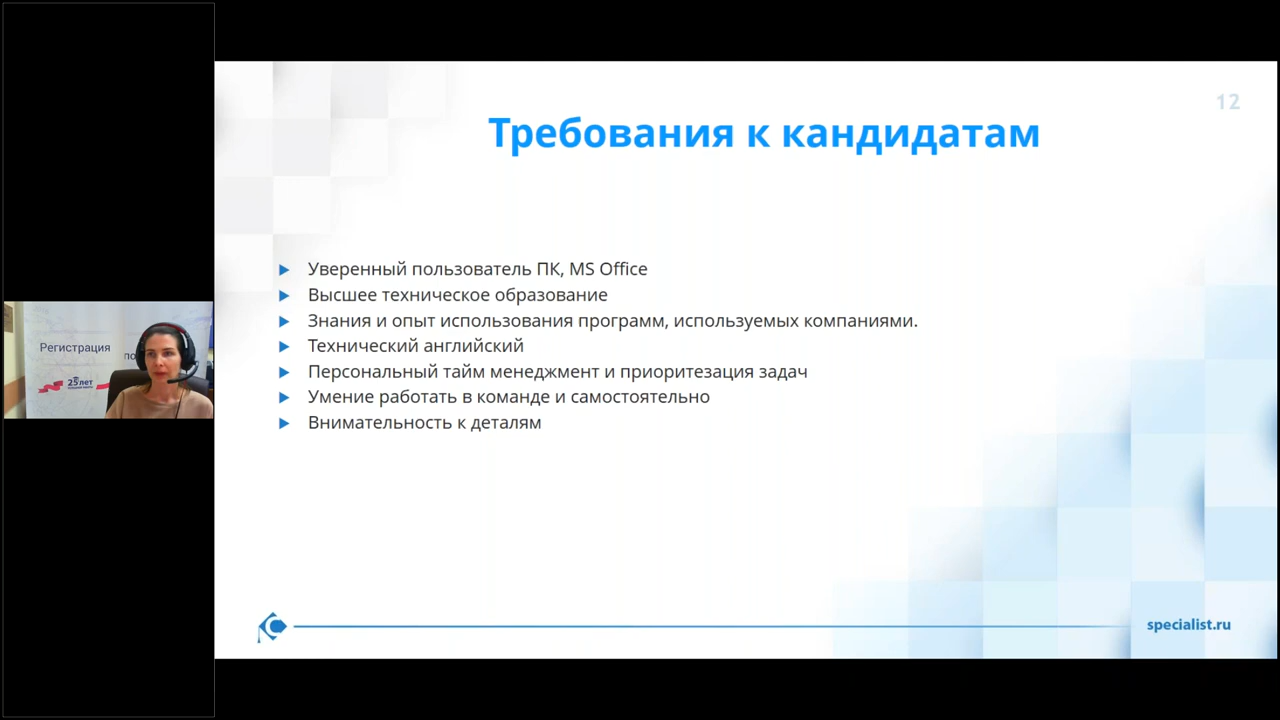 12
Требования к кандидатам
Уверенный пользователь ПК, MS Office
Высшее техническое образование
Знания и опыт использования программ, используемых компаниями.
Технический английский
Персональный тайм менеджмент и приоритезация задач
Умение работать в команде и самостоятельно
Внимательность к деталям
Регистрация
по
25 лет
specialist.ru